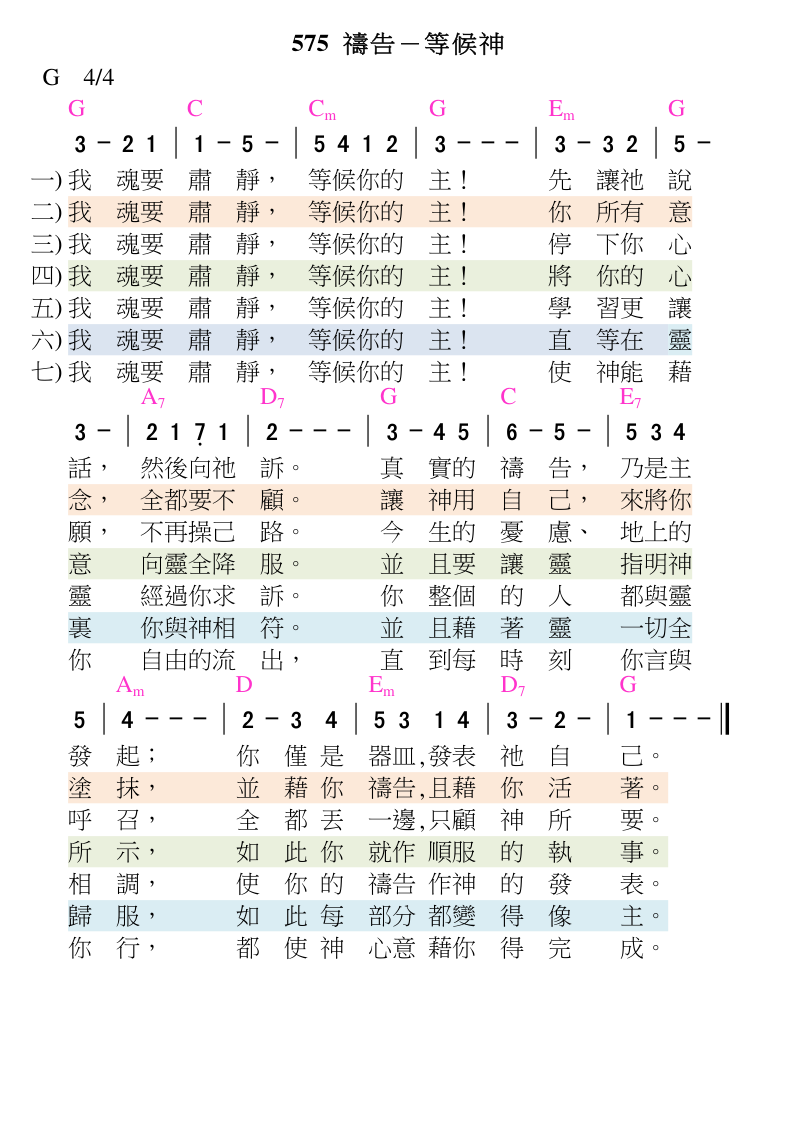 575 禱告－等候神
G 4/4
G C Cm G Em G
3 － 2 1 | 1 － 5 － | 5 4 1 2 | 3 － － － | 3 － 3 2 | 5 －
一) 我 魂要 肅 靜， 等候你的 主！ 先 讓祂 說
二) 我 魂要 肅 靜， 等候你的 主！ 你 所有 意
三) 我 魂要 肅 靜， 等候你的 主！ 停 下你 心
四) 我 魂要 肅 靜， 等候你的 主！ 將 你的 心
五) 我 魂要 肅 靜， 等候你的 主！ 學 習更 讓
六) 我 魂要 肅 靜， 等候你的 主！ 直 等在 靈
七) 我 魂要 肅 靜， 等候你的 主！ 使 神能 藉
A7 D7 G C E7
3 － | 2 1 7̣ 1 | 2 － － － | 3 － 4 5 | 6 － 5 － | 5 3 4
話， 然後向祂 訴。 真 實的 禱 告， 乃是主
念， 全都要不 顧。 讓 神用 自 己， 來將你
願， 不再操己 路。 今 生的 憂 慮、 地上的
意 向靈全降 服。 並 且要 讓 靈 指明神
靈 經過你求 訴。 你 整個 的 人 都與靈
裏 你與神相 符。 並 且藉 著 靈 一切全
你 自由的流 出， 直 到每 時 刻 你言與
Am D Em D7 G
5 | 4 － － － | 2 － 3 4 | 5 3 1 4 | 3 － 2 － | 1 － － － ‖
發 起； 你 僅 是 器皿,發表 祂 自 己。
塗 抹， 並 藉 你 禱告,且藉 你 活 著。
呼 召， 全 都 丟 一邊,只顧 神 所 要。
所 示， 如 此 你 就作 順服 的 執 事。
相 調， 使 你 的 禱告 作神 的 發 表。
歸 服， 如 此 每 部分 都變 得 像 主。
你 行， 都 使 神 心意 藉你 得 完 成。